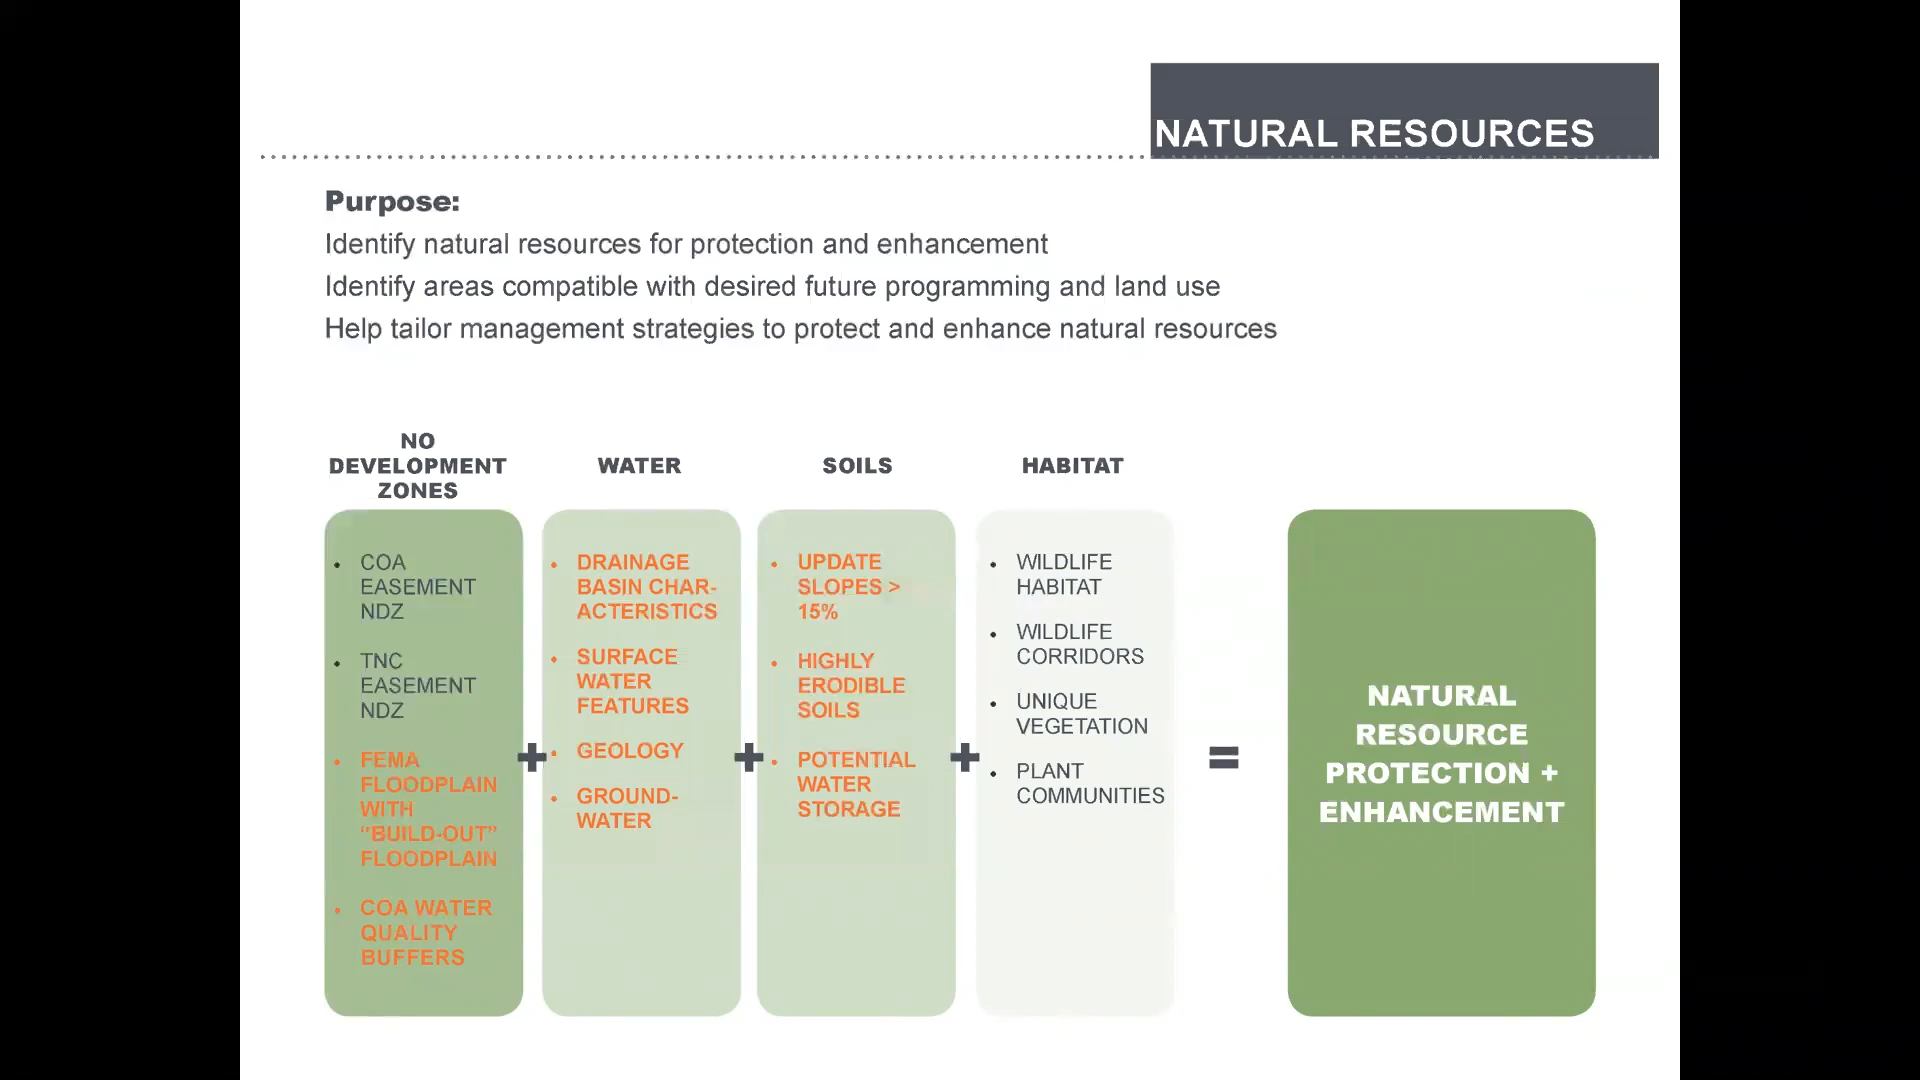 NATURAL RESOURCES
Purpose:
Identify natural resources for protection and enhancement
Identify areas compatible with desired future programming and land use
Help tailor management strategies to protect and enhance natural resources
NO
DEVELOPMENT
ZONES
• COA
EASEMENT
NDZ
• TNC
EASEMENT
NDZ
• FEMA
FLOODPLAIN
WITH
“BUILD-OUT”
FLOODPLAIN
• COA WATER
QUALITY
BUFFERS
+
WATER
• DRAINAGE
BASIN CHAR-
ACTERISTICS
• SURFACE
WATER
FEATURES
• GEOLOGY
• GROUND-
WATER
+
SOILS
• UPDATE
SLOPES >
15%
• HIGHLY
ERODIBLE
SOILS
• POTENTIAL
WATER
STORAGE
+
HABITAT
• WILDLIFE
HABITAT
• WILDLIFE
CORRIDORS
• UNIQUE
VEGETATION
• PLANT
COMMUNITIES
=
NATURAL
RESOURCE
PROTECTION +
ENHANCEMENT